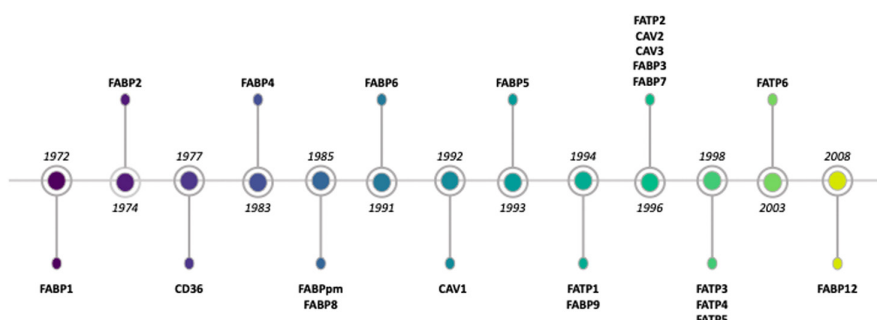 FATP2
CAV2
CAV3
FABP3
FABP7
FABP2
FABP4
FABP6
FABP5
FATP6
1972
1977
1985
1992
1994
1998
2008
1974
1983
1991
1993
1996
2003
FABP1
CD36
FABPpm
FABP8
CAV1
FATP1
FABP9
FATP3
FATP4
FATP5
FABP12